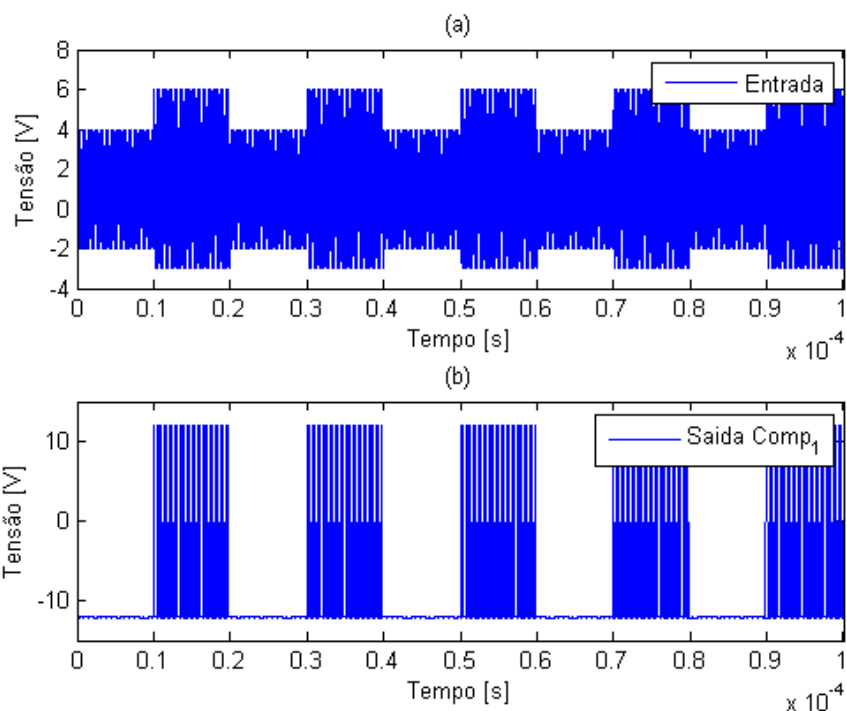 (a)
8
6
4
2
0
-2
-4
Tensão [V]
Entrada
0 0.1 0.2 0.3 0.4 0.5 0.6 0.7 0.8 0.9 1
Tempo [s]
x 10-4
(b)
10
0
-10
Tensão [V]
Saida Comp1
0 0.1 0.2 0.3 0.4 0.5 0.6 0.7 0.8 0.9 1
Tempo [s]
x 10-4